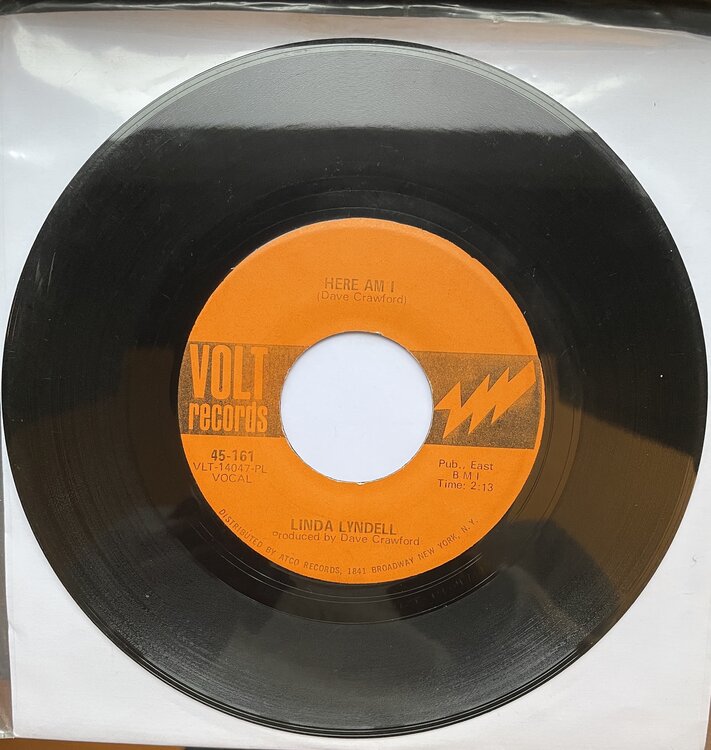 HERE AM I
(Dave Crawford)
VOLT
records
45-161
VLT-14047-PL
VOCAL
Pub., East
B M I
Time: 2:13
LINDA LYNDELL
Produced by Dave Crawford
DISTRIBUTED BY ATCO RECORDS, 1841 BROADWAY NEW YORK, N. Y.